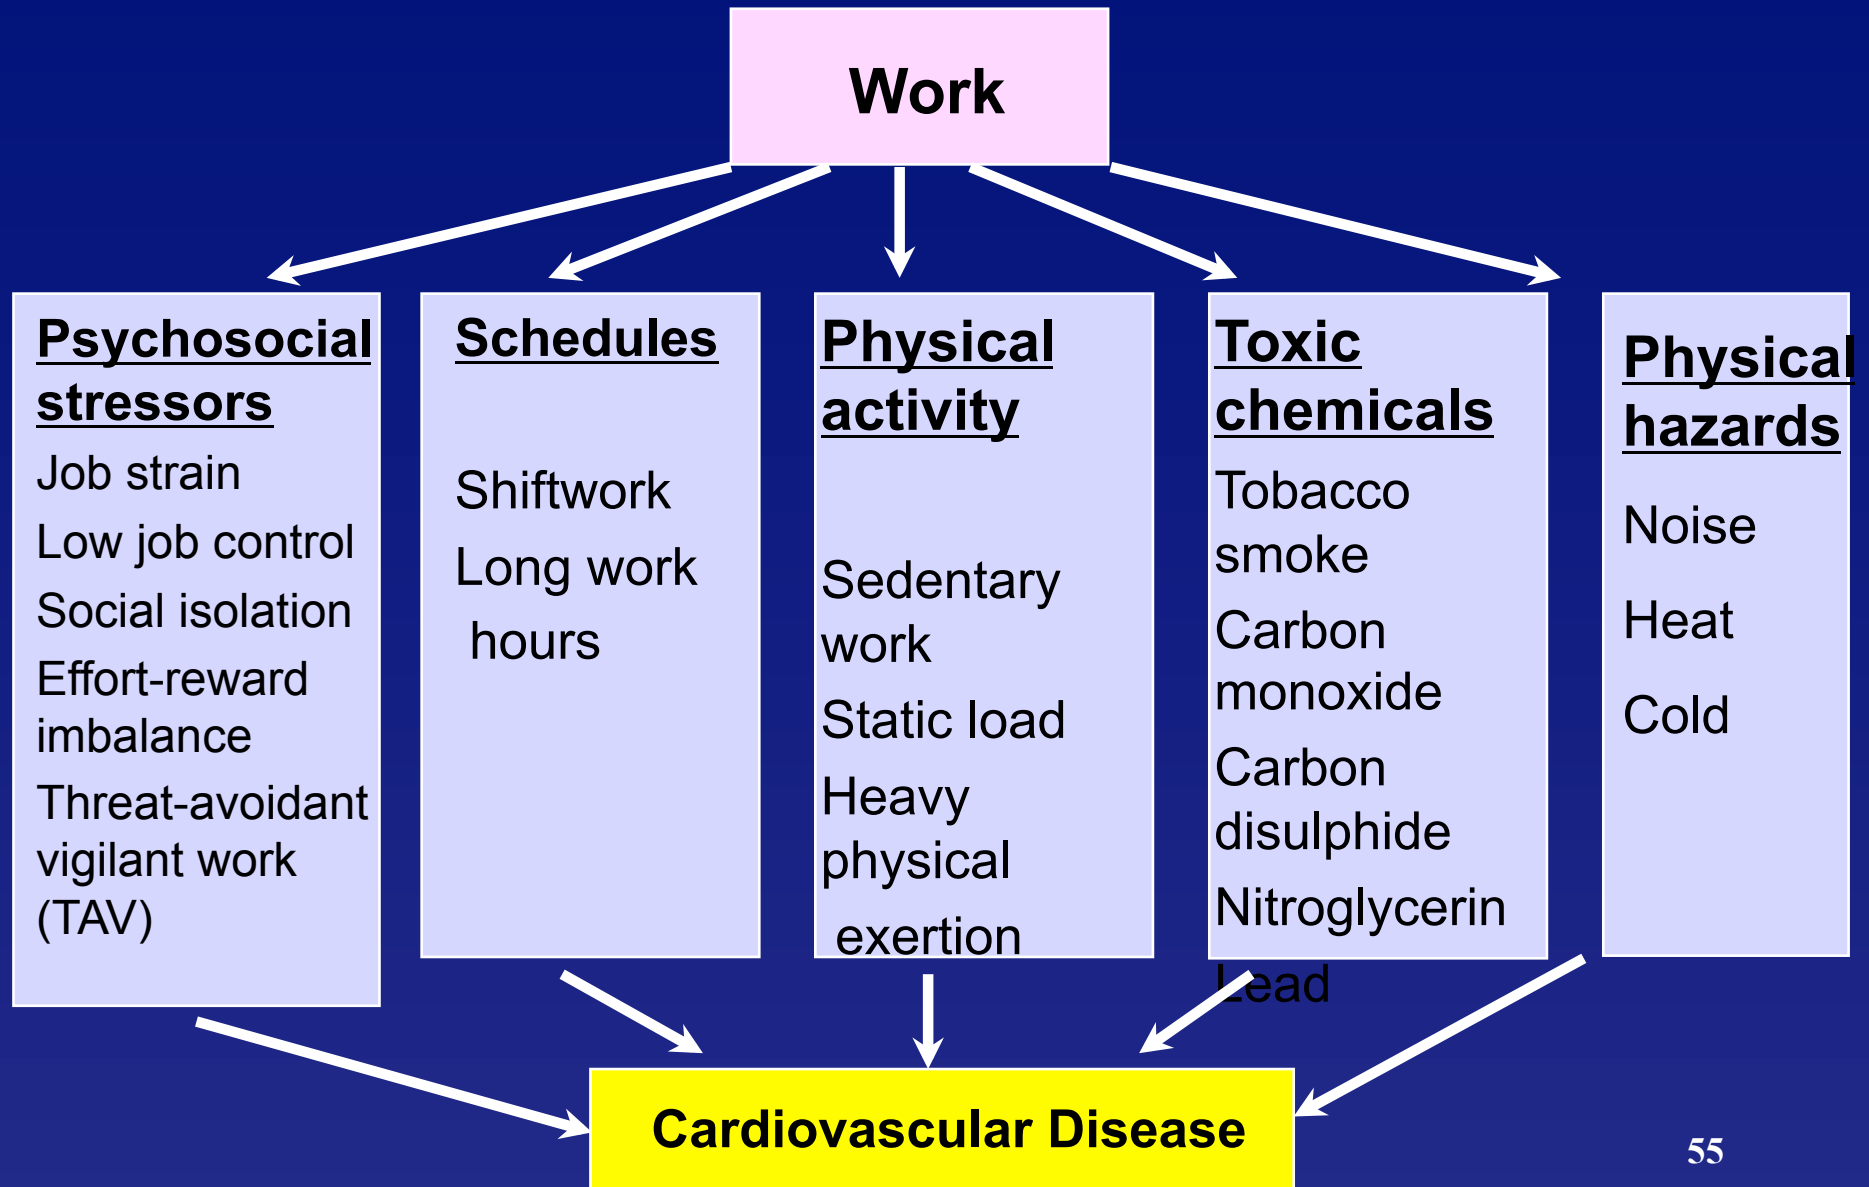 Work
Psychosocial
stressors
Job strain
Low job control
Social isolation
Effort-reward
imbalance
Threat-avoidant
vigilant work
(TAV)
Schedules
Shiftwork
Long work
hours
Physical
activity
Sedentary
work
Static load
Heavy
physical
exertion
Toxic
chemicals
Tobacco
smoke
Carbon
monoxide
Carbon
disulphide
Nitroglycerin
Lead
Physical
hazards
Noise
Heat
Cold
Cardiovascular Disease
55